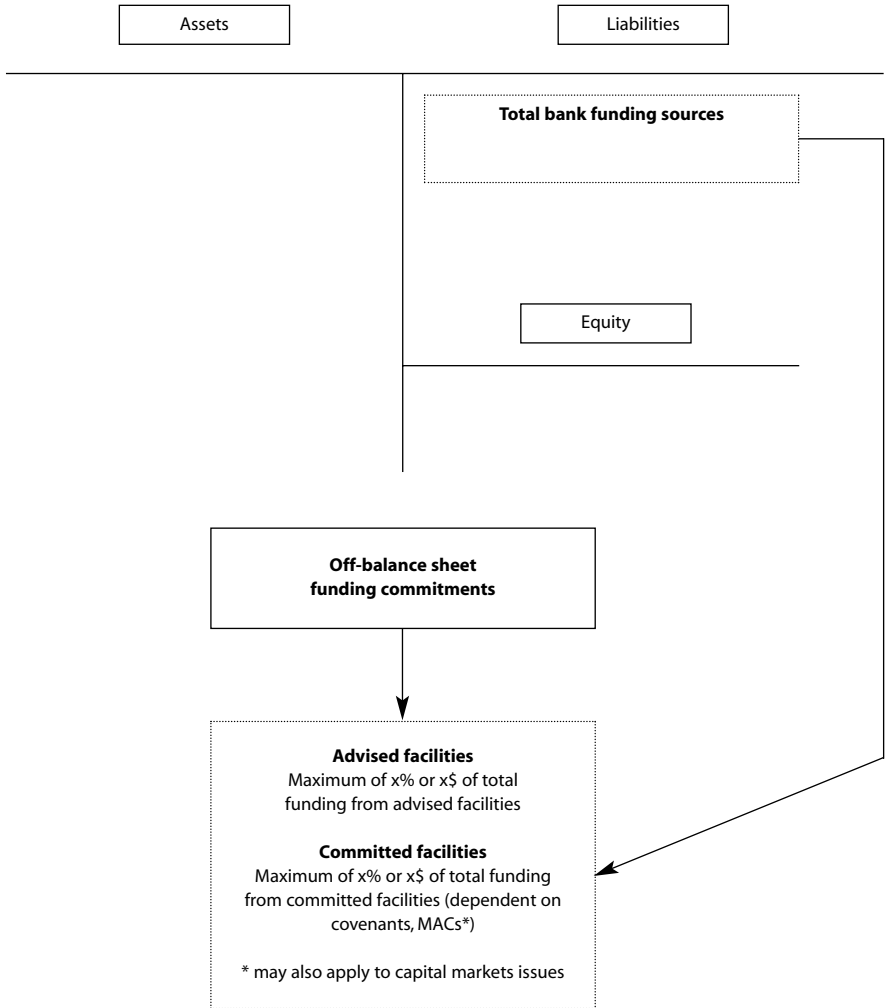 Assets
Liabilities
Total bank funding sources
Equity
Off-balance sheet
funding commitments
Advised facilities
Maximum of x% or x$ of total
funding from advised facilities
Committed facilities
Maximum of x% or x$ of total funding
from committed facilities (dependent on
covenants, MACs*)
* may also apply to capital markets issues